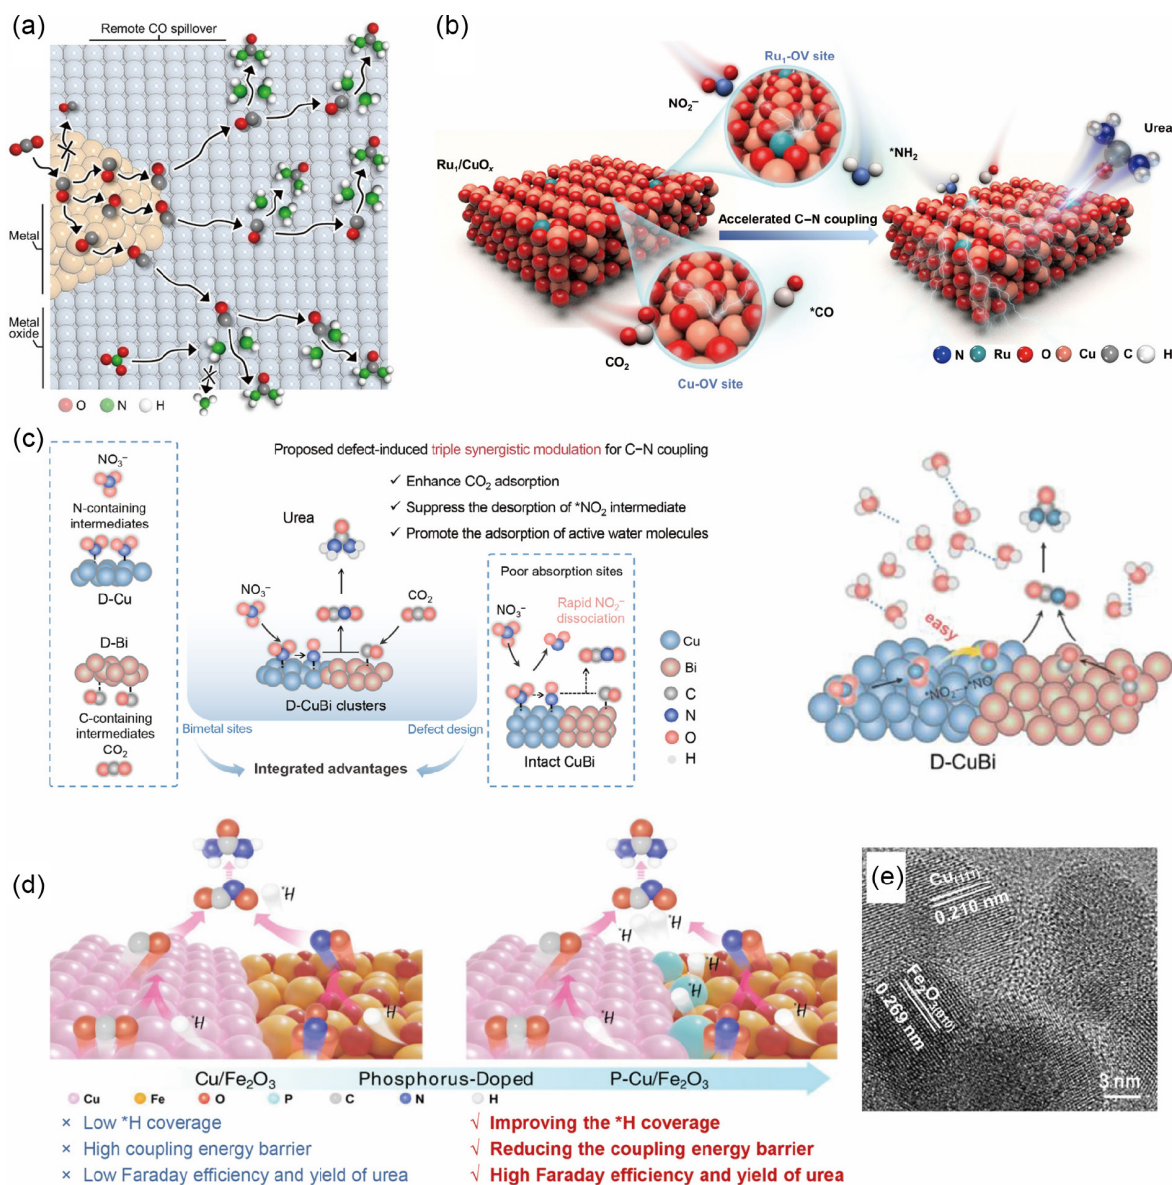 (a)
Remote CO spillover
Metal
Metal
oxide
O N H
(b)
Ru₁-OV site
NO₂⁻
Ru₁/CuOₓ
*NH₂
Urea
Accelerated C–N coupling
*CO
CO₂
Cu-OV site
N Ru O Cu C H
(c)
NO₃⁻
N-containing
intermediates
D-Cu
D-Bi
C-containing
intermediates
CO₂
Proposed defect-induced triple synergistic modulation for C–N coupling
✓ Enhance CO₂ adsorption
✓ Suppress the desorption of *NO₂ intermediate
✓ Promote the adsorption of active water molecules
Urea
NO₃⁻
CO₂
D-CuBi clusters
Bimetal sites
Defect design
Integrated advantages
Poor absorption sites
NO₃⁻
Rapid NO₂⁻
dissociation
Intact CuBi
Cu
Bi
C
N
O
H
easy
*NO₂→*NO
D-CuBi
(d)
*H
*H
*H
*H
*H
*H
*H
*H
Cu/Fe₂O₃ Phosphorus-Doped P-Cu/Fe₂O₃
Cu Fe O P C N H
× Low *H coverage
× High coupling energy barrier
× Low Faraday efficiency and yield of urea
√ Improving the *H coverage
√ Reducing the coupling energy barrier
√ High Faraday efficiency and yield of urea
(e)
Cu(111)
0.210 nm
Fe₂O₃(010)
0.269 nm
3 nm